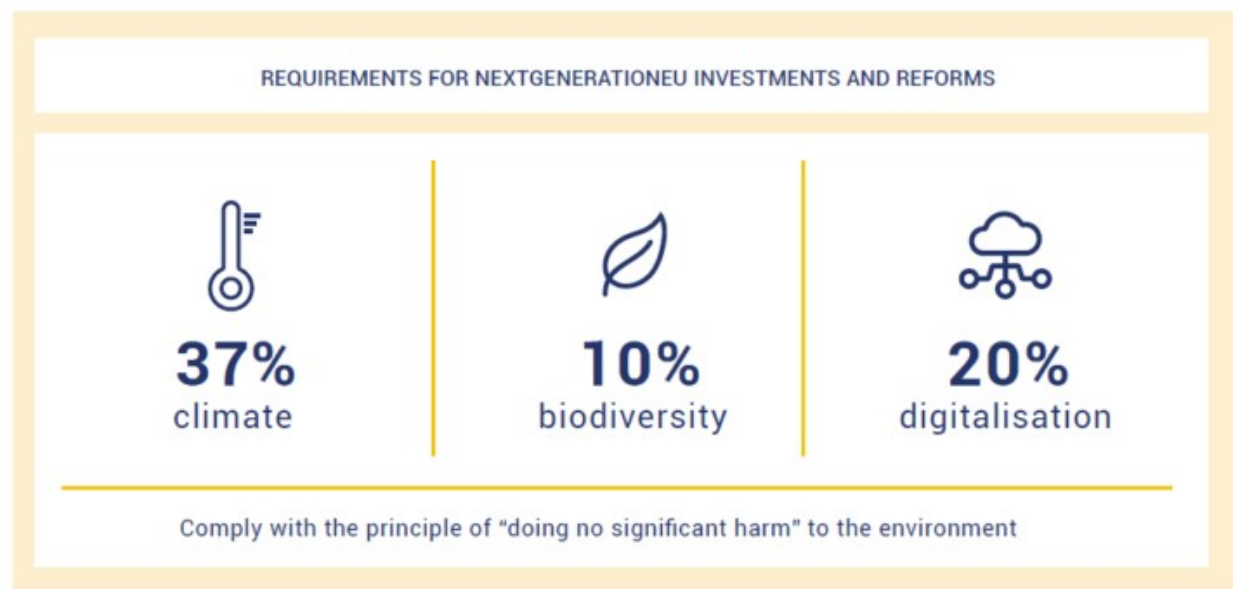 REQUIREMENTS FOR NEXTGENERATIONEU INVESTMENTS AND REFORMS
37%
climate
10%
biodiversity
20%
digitalisation
Comply with the principle of “doing no significant harm” to the environment